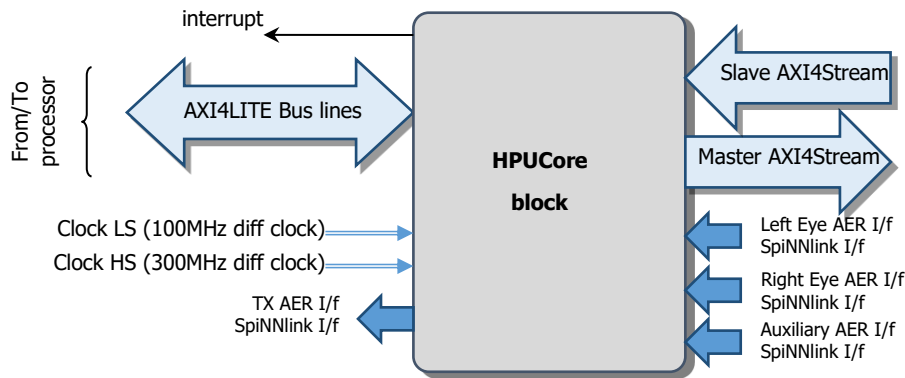 interrupt
From/To
processor
AXI4LITE Bus lines
Clock LS (100MHz diff clock)
Clock HS (300MHz diff clock)
TX AER I/f
SpiNNlink I/f
HPUCore
block
Slave AXI4Stream
Master AXI4Stream
Left Eye AER I/f
SpiNNlink I/f
Right Eye AER I/f
SpiNNlink I/f
Auxiliary AER I/f
SpiNNlink I/f